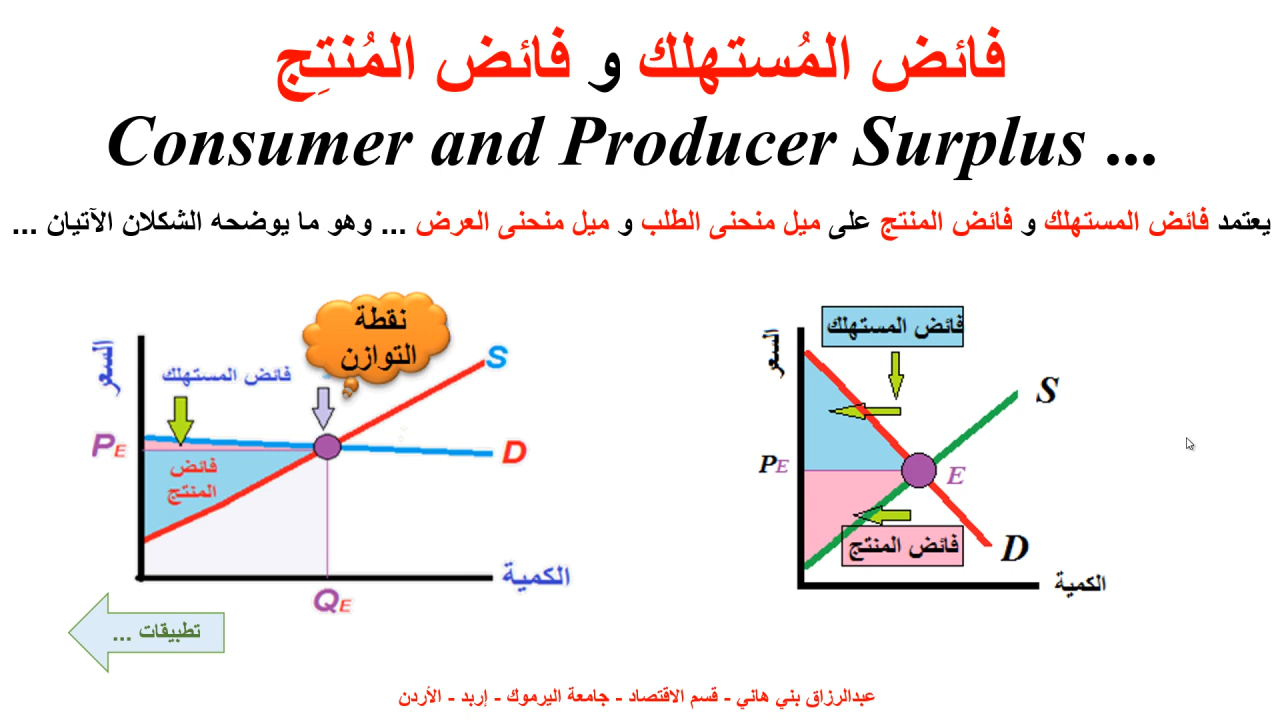 فائض المُستهلك و فائض المُنتِج
Consumer and Producer Surplus ...
يعتمد فائض المستهلك و فائض المنتج على ميل منحنى الطلب و ميل منحنى العرض ... وهو ما يوضحه الشكلان الآتيان ...
فائض المستهلك
السعر
S
PE
E
فائض المنتج
D
الكمية
نقطة
التوازن
السعر
فائض المستهلك
S
PE
D
فائض
المنتج
الكمية
QE
تطبيقات ...
عبدالرزاق بني هاني - قسم الاقتصاد - جامعة اليرموك - إربد - الأردن